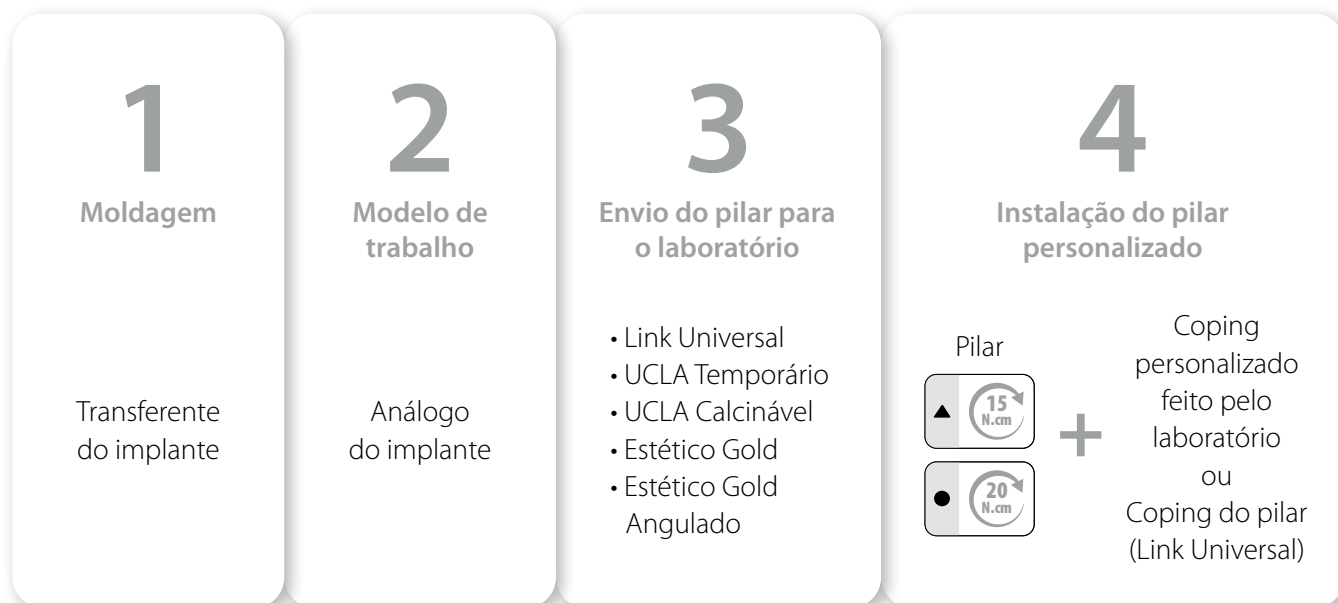 1
Moldagem
Transferente
do implante
2
Modelo de
trabalho
Análogo
do implante
3
Envio do pilar para
o laboratório
• Link Universal
• UCLA Temporário
• UCLA Calcinável
• Estético Gold
• Estético Gold
Angulado
4
Instalação do pilar
personalizado
Pilar
15
N.cm
20
N.cm
+
Coping
personalizado
feito pelo
laboratório
ou
Coping do pilar
(Link Universal)